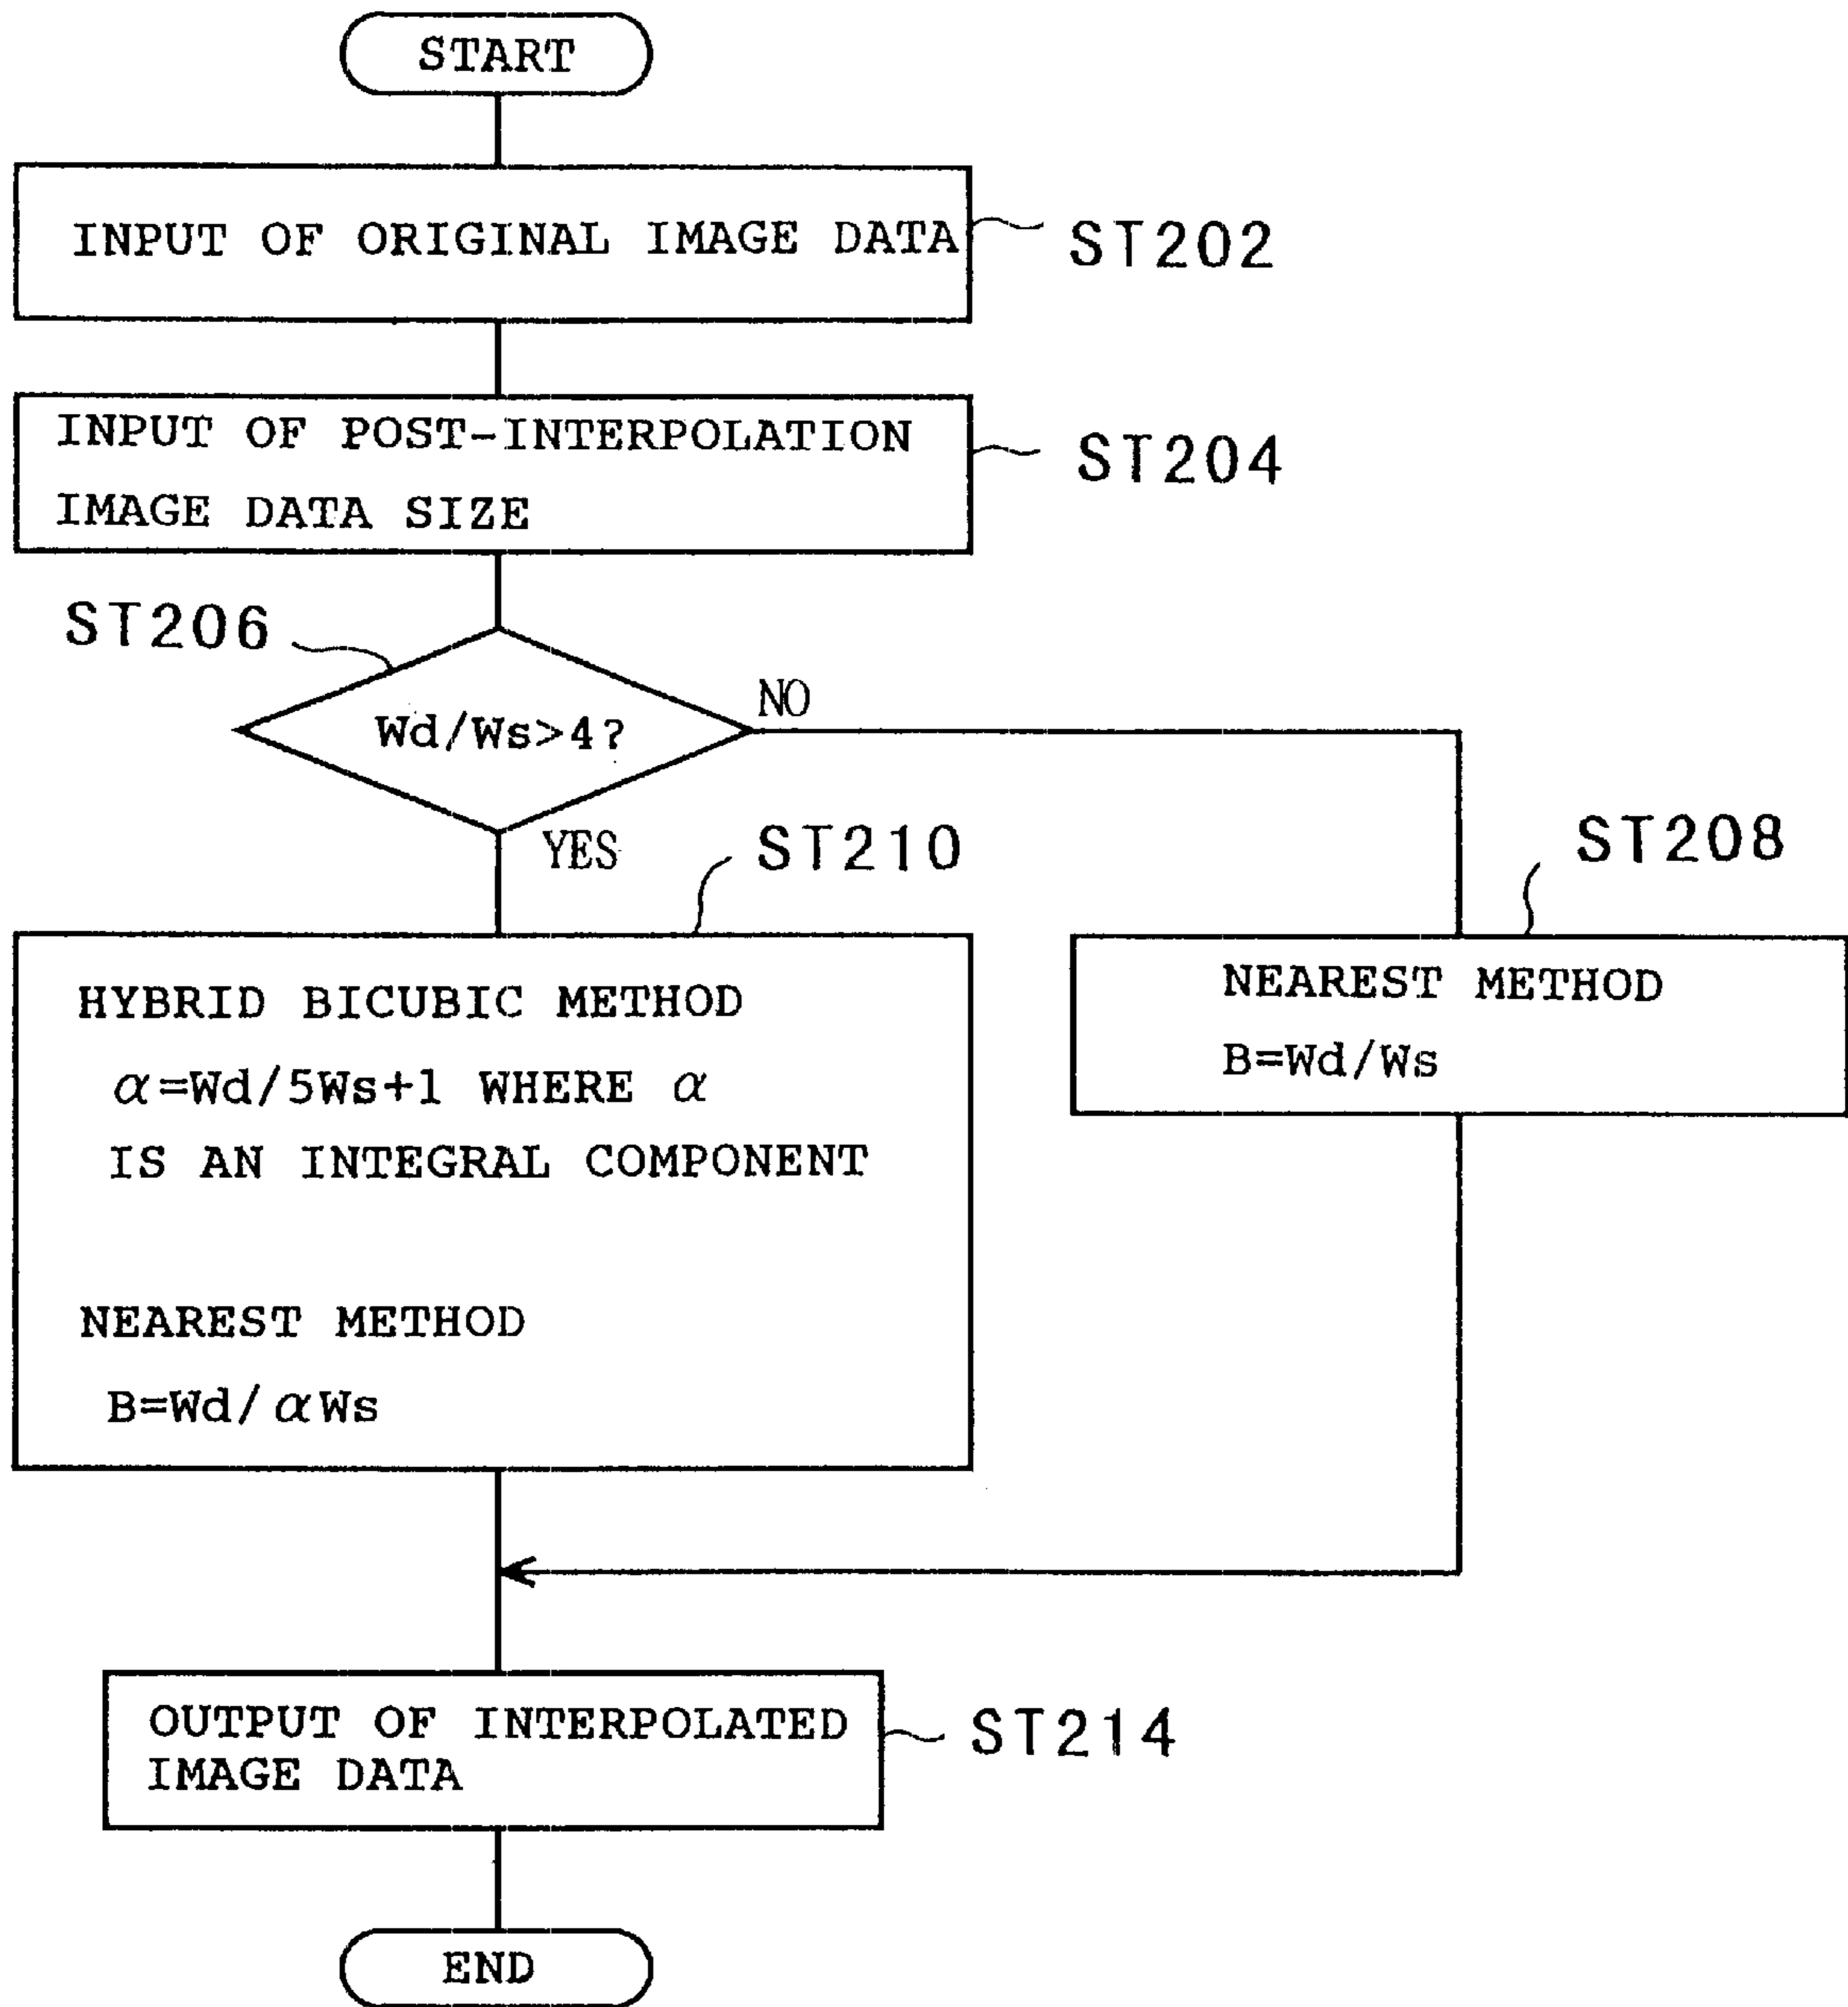 START
INPUT OF ORIGINAL IMAGE DATA
ST202
INPUT OF POST-INTERPOLATION
IMAGE DATA SIZE
ST204
ST206
Wd/Ws>4?
NO
YES
ST210
ST208
HYBRID BICUBIC METHOD
α=Wd/5Ws+1 WHERE α
IS AN INTEGRAL COMPONENT
NEAREST METHOD
B=Wd/αWs
NEAREST METHOD
B=Wd/Ws
OUTPUT OF INTERPOLATED
IMAGE DATA
ST214
END